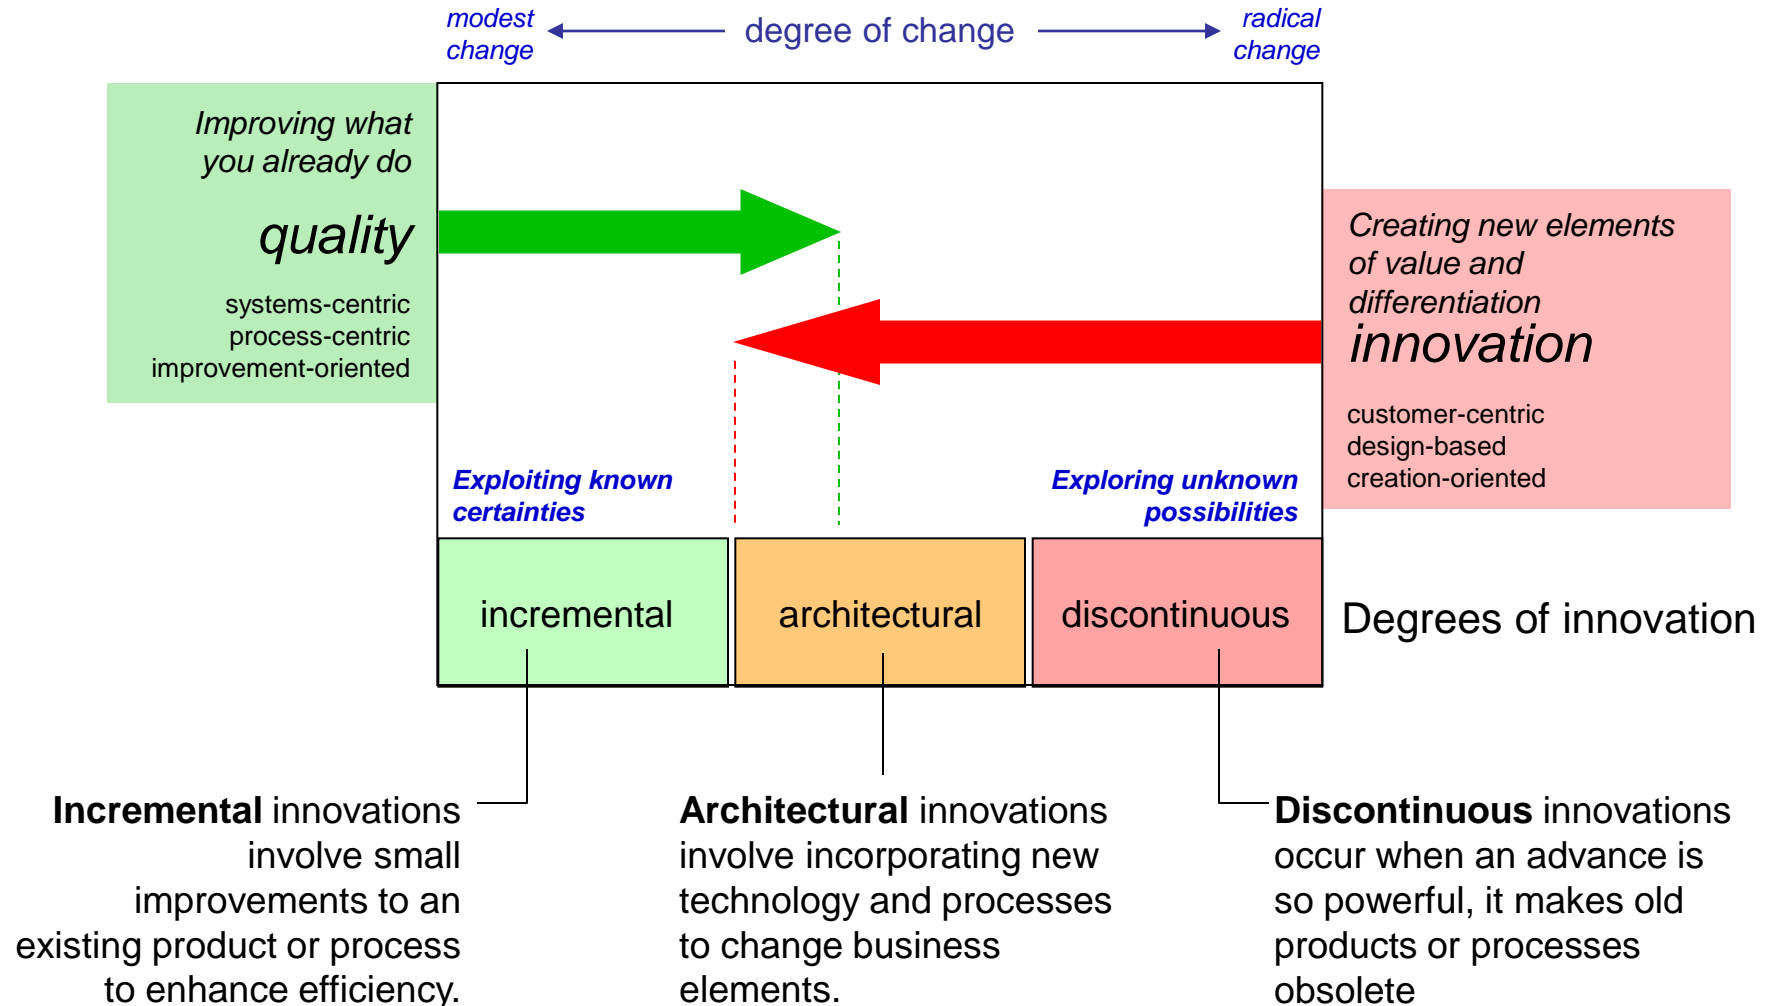 modest
change
degree of change
radical
change
Improving what
you already do
quality
systems-centric
process-centric
improvement-oriented
Creating new elements
of value and
differentiation
innovation
customer-centric
design-based
creation-oriented
Exploiting known
certainties
Exploring unknown
possibilities
incremental
architectural
discontinuous
Degrees of innovation
Incremental innovations
involve small
improvements to an
existing product or process
to enhance efficiency.
Architectural innovations
involve incorporating new
technology and processes
to change business
elements.
Discontinuous innovations
occur when an advance is
so powerful, it makes old
products or processes
obsolete